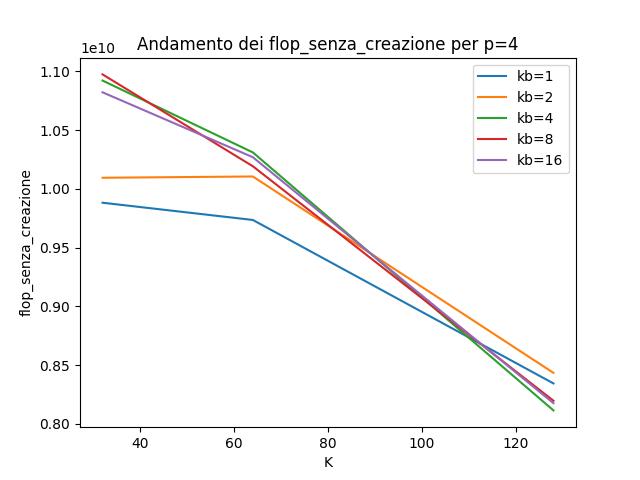 Andamento dei flop_senza_creazione per p=4
1e10
1.10
1.05
1.00
0.95
0.90
0.85
0.80
flop_senza_creazione
kb=1
kb=2
kb=4
kb=8
kb=16
40 60 80 100 120
K